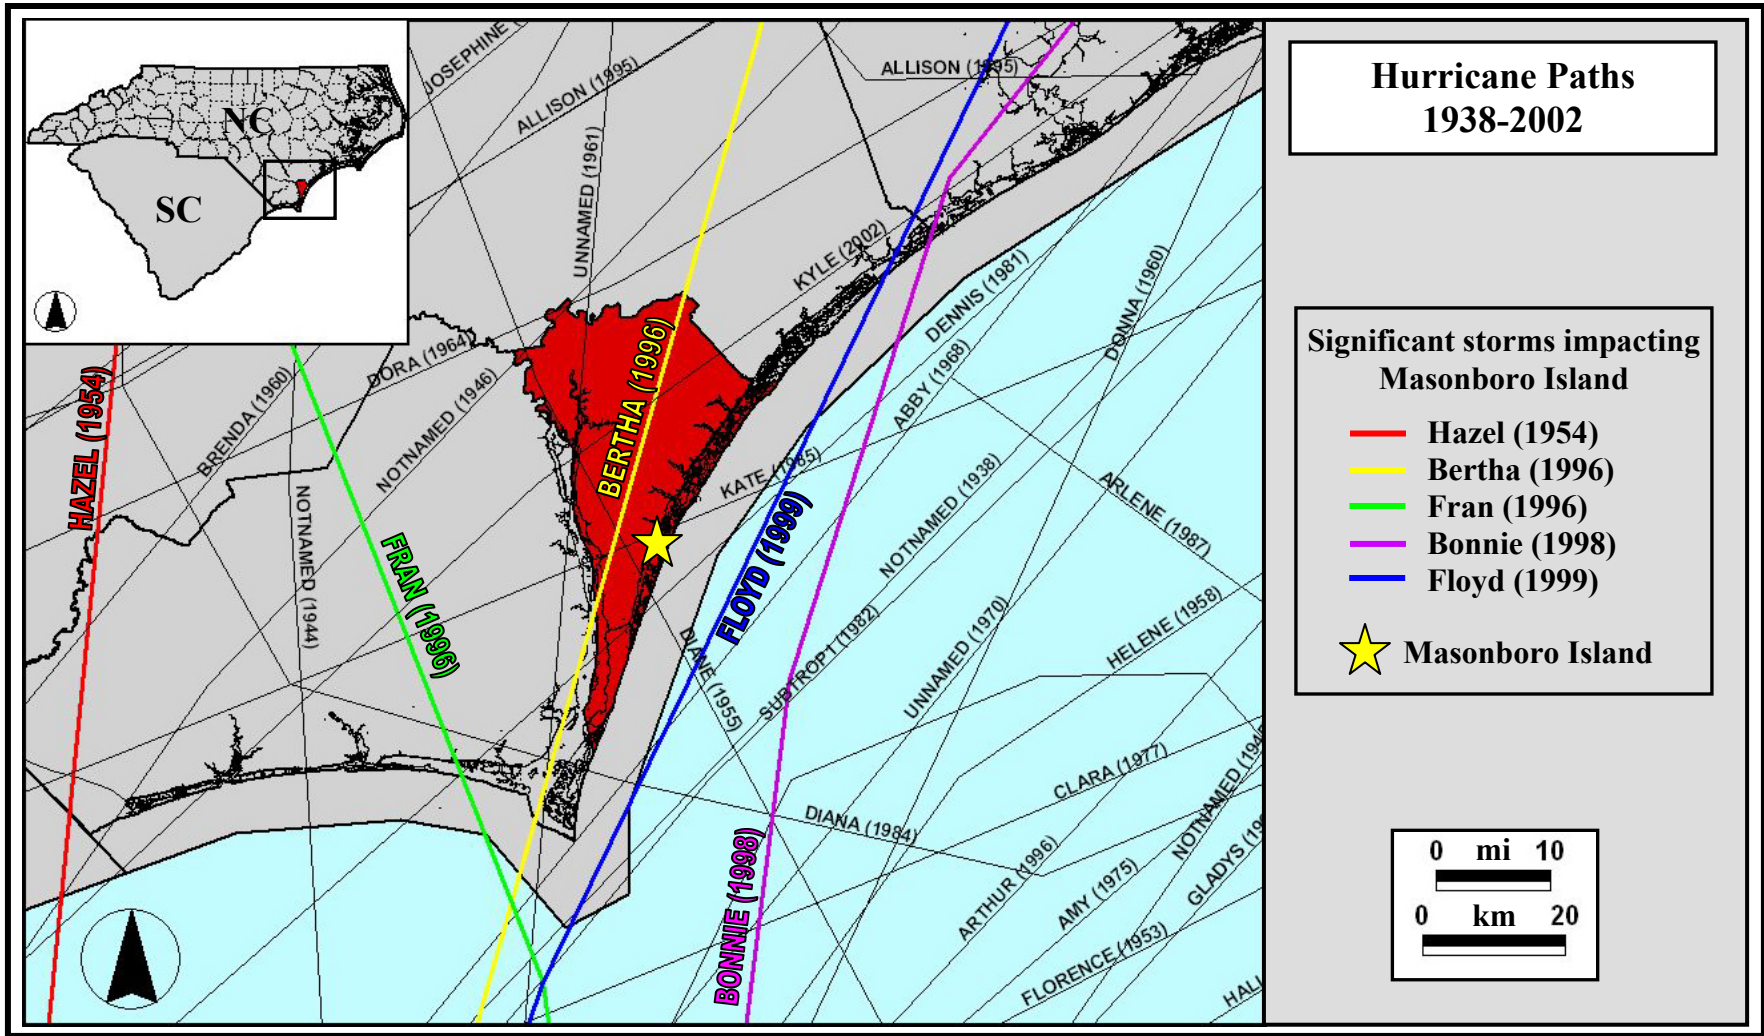 Hurricane Paths
1938-2002
Significant storms impacting
Masonboro Island
Hazel (1954)
Bertha (1996)
Fran (1996)
Bonnie (1998)
Floyd (1999)
Masonboro Island
0 mi 10
0 km 20
NC
SC
JOSEPHINE
ALLISON (1995)
ALLISON (1995)
UNNAMED (1961)
KYLE (2002)
DENNIS (1981)
DONNA (1960)
DORA (1964)
NOTNAMED (1946)
BRENDA (1960)
HAZEL (1954)
BERTHA (1996)
ABBY (1968)
KATE (1985)
NOTNAMED (1938)
ARLENE (1987)
NOTNAMED (1944)
FRAN (1996)
FLOYD (1999)
DIANE (1955)
SUBTROP1 (1982)
UNNAMED (1970)
HELENE (1958)
CLARA (1977)
DIANA (1984)
BONNIE (1998)
ARTHUR (1996)
AMY (1975)
NOTNAMED
GLADYS
FLORENCE (1953)